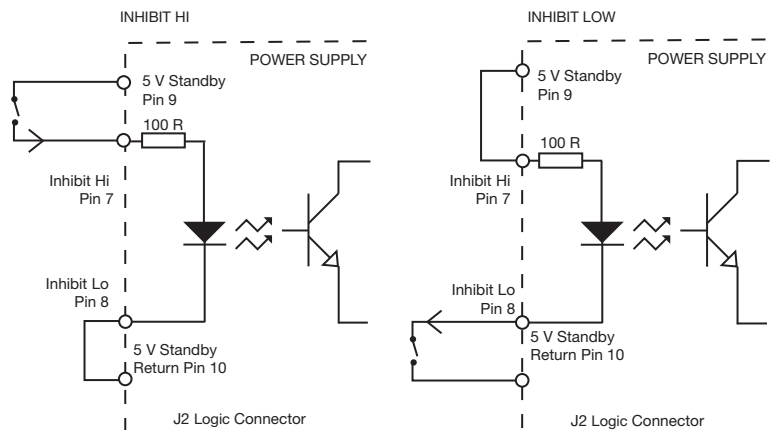 INHIBIT HI
POWER SUPPLY
5 V Standby
Pin 9
100 R
Inhibit Hi
Pin 7
Inhibit Lo
Pin 8
5 V Standby
Return Pin 10
J2 Logic Connector
INHIBIT LOW
POWER SUPPLY
5 V Standby
Pin 9
100 R
Inhibit Hi
Pin 7
Inhibit Lo
Pin 8
5 V Standby
Return Pin 10
J2 Logic Connector